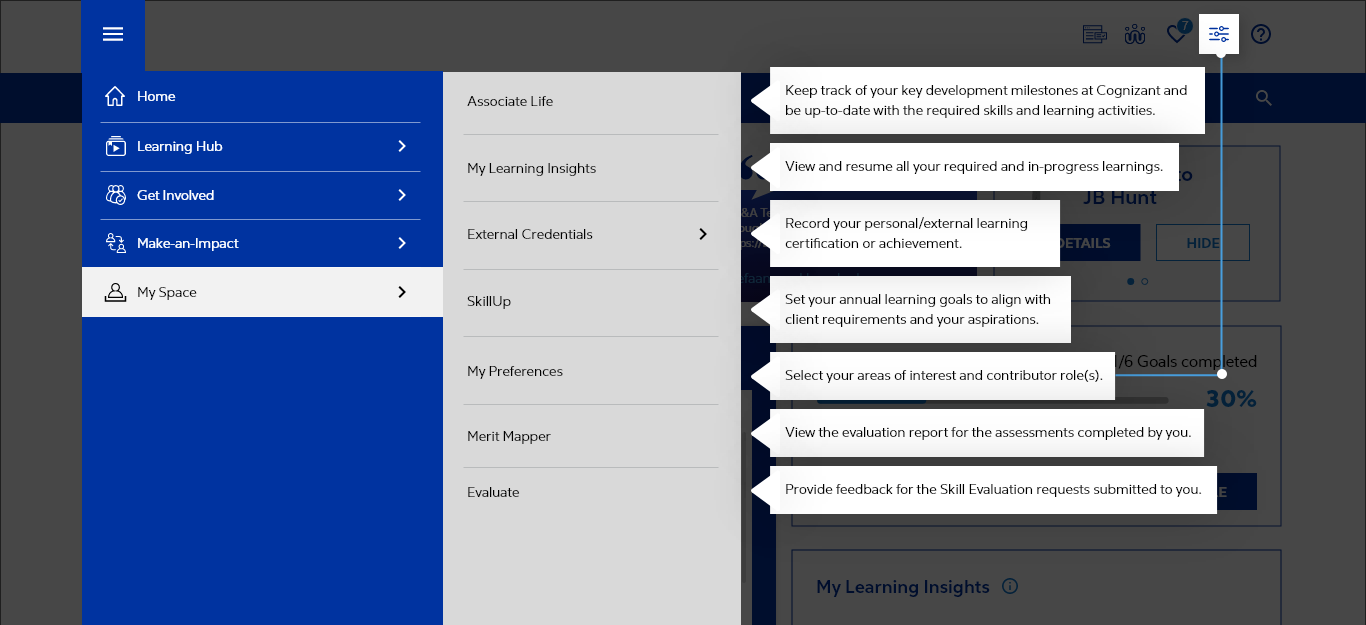 7
Home
Learning Hub
Get Involved
Make-an-Impact
My Space
Associate Life
My Learning Insights
External Credentials
SkillUp
My Preferences
Merit Mapper
Evaluate
Keep track of your key development milestones at Cognizant and
be up-to-date with the required skills and learning activities.
View and resume all your required and in-progress learnings.
Record your personal/external learning
certification or achievement.
Set your annual learning goals to align with
client requirements and your aspirations.
Select your areas of interest and contributor role(s).
View the evaluation report for the assessments completed by you.
Provide feedback for the Skill Evaluation requests submitted to you.
to
JB Hunt
DETAILS
HIDE
1/6 Goals completed
30%
My Learning Insights